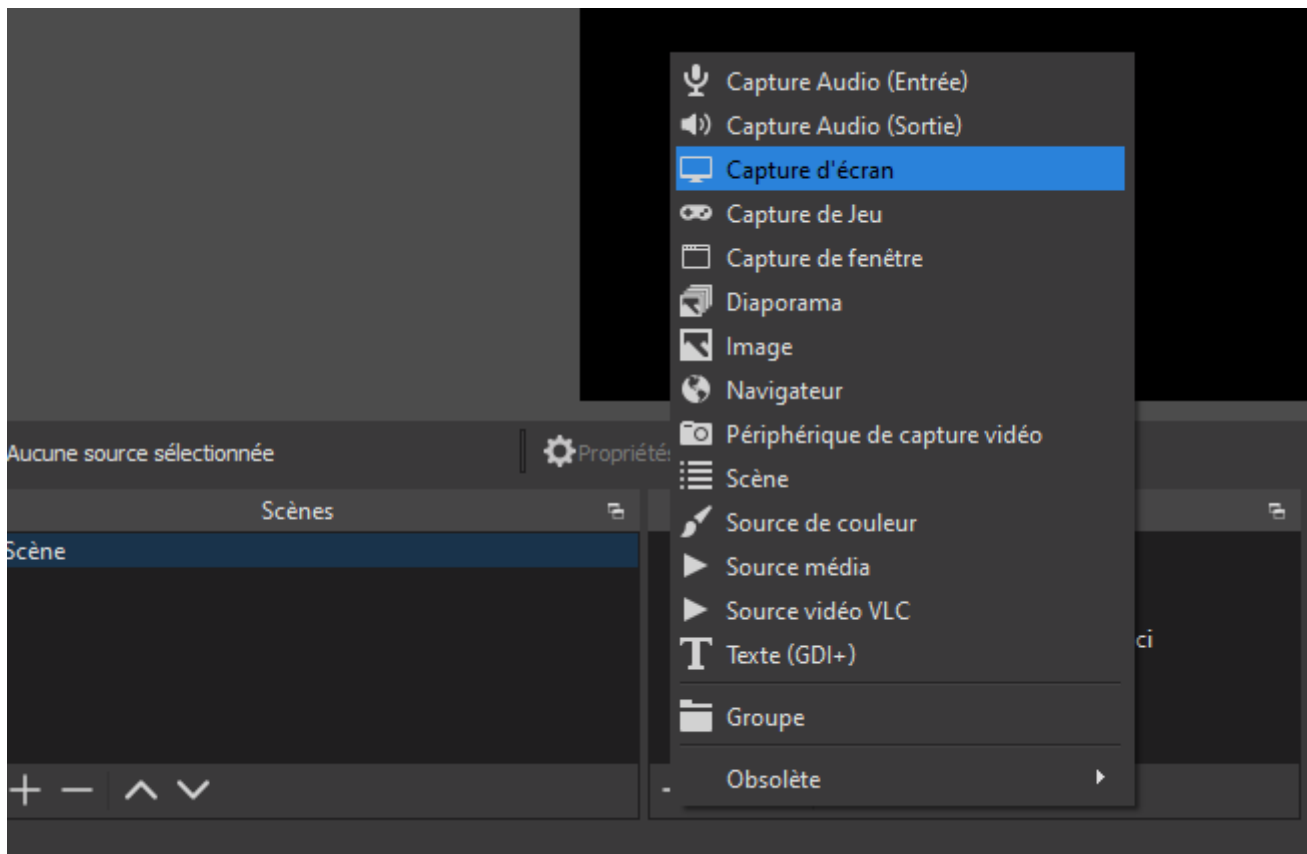 Capture Audio (Entrée)
Capture Audio (Sortie)
Capture d'écran
Capture de Jeu
Capture de fenêtre
Diaporama
Image
Navigateur
Périphérique de capture vidéo
Scène
Source de couleur
Source média
Source vidéo VLC
Texte (GDI+)
Groupe
Obsolète
Aucune source sélectionnée
Propriétés
Scènes
Scène
ci